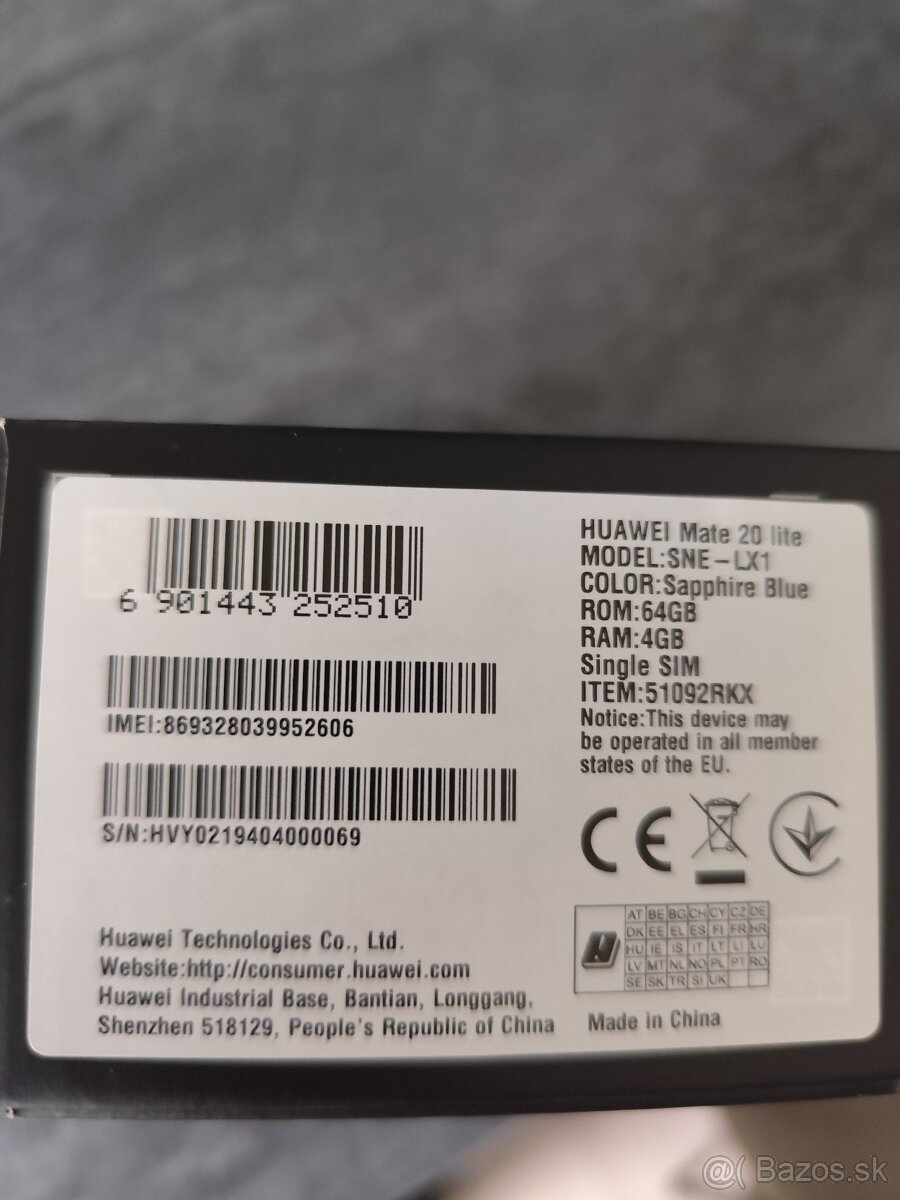 6 901443 252510
IMEI:869328039952606
S/N:HVY0219404000069
HUAWEI Mate 20 lite
MODEL:SNE-LX1
COLOR:Sapphire Blue
ROM:64GB
RAM:4GB
Single SIM
ITEM:51092RKX
Notice:This device may
be operated in all member
states of the EU.
CE
AT BE BG CH CY CZ DE
DK EE EL ES FI FR HR
HU IE IS IT LT LI LU
LV MT NL NO PL PT RO
SE SK TR SI UK
Huawei Technologies Co., Ltd.
Website:http://consumer.huawei.com
Huawei Industrial Base, Bantian, Longgang,
Shenzhen 518129, People's Republic of China
Made in China
@( Bazos.sk